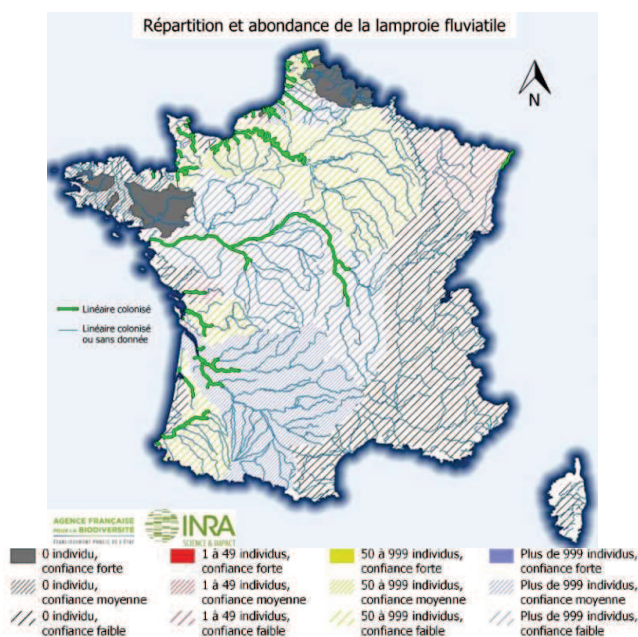 Répartition et abondance de la lamproie fluviatile
N
Linéaire colonisé
Linéaire colonisé
ou sans donnée
AGENCE FRANÇAISE
POUR LA BIODIVERSITÉ
ÉTABLISSEMENT PUBLIC DE L'ÉTAT
INRA
SCIENCE & IMPACT
0 individu,
confiance forte
1 à 49 individus,
confiance forte
50 à 999 individus,
confiance forte
Plus de 999 individus,
confiance forte
0 individu,
confiance moyenne
1 à 49 individus,
confiance moyenne
50 à 999 individus,
confiance moyenne
Plus de 999 individus,
confiance moyenne
0 individu,
confiance faible
1 à 49 individus,
confiance faible
50 à 999 individus,
confiance faible
Plus de 999 individus,
confiance faible